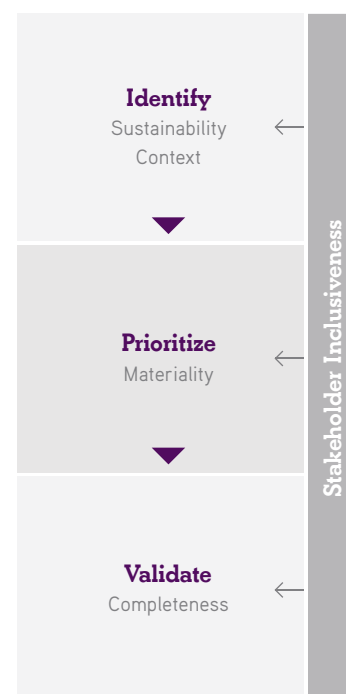 Identify
Sustainability
Context
Prioritize
Materiality
Validate
Completeness
Stakeholder Inclusiveness